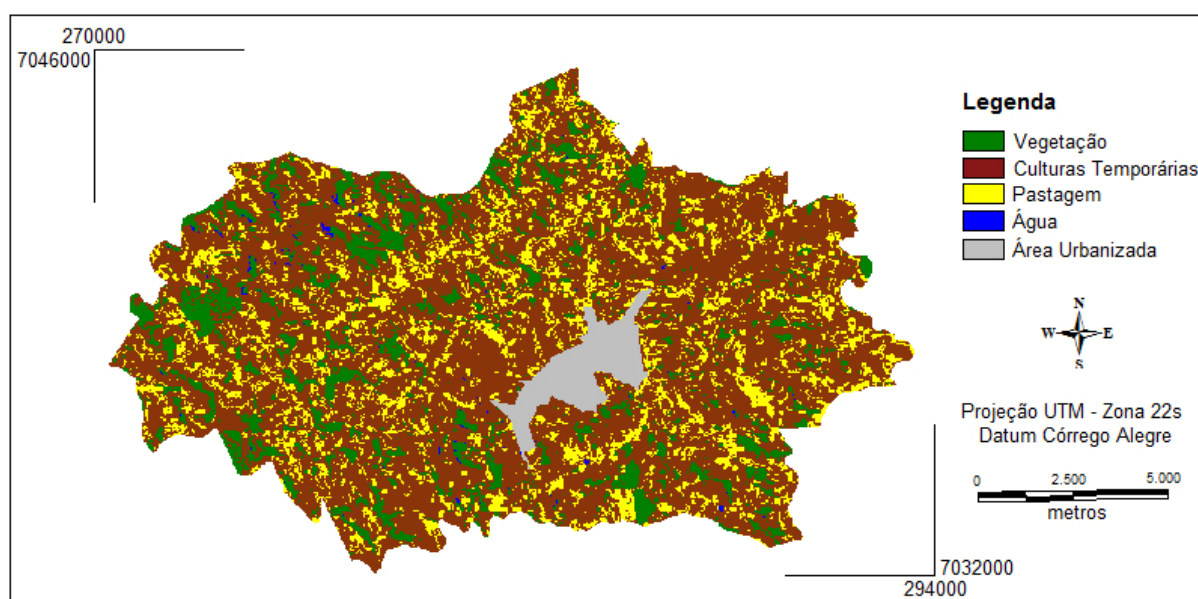 270000
7046000
Legenda
Vegetação
Culturas Temporárias
Pastagem
Água
Área Urbanizada
N
W E
S
Projeção UTM - Zona 22s
Datum Córrego Alegre
0 2.500 5.000
metros
7032000
294000